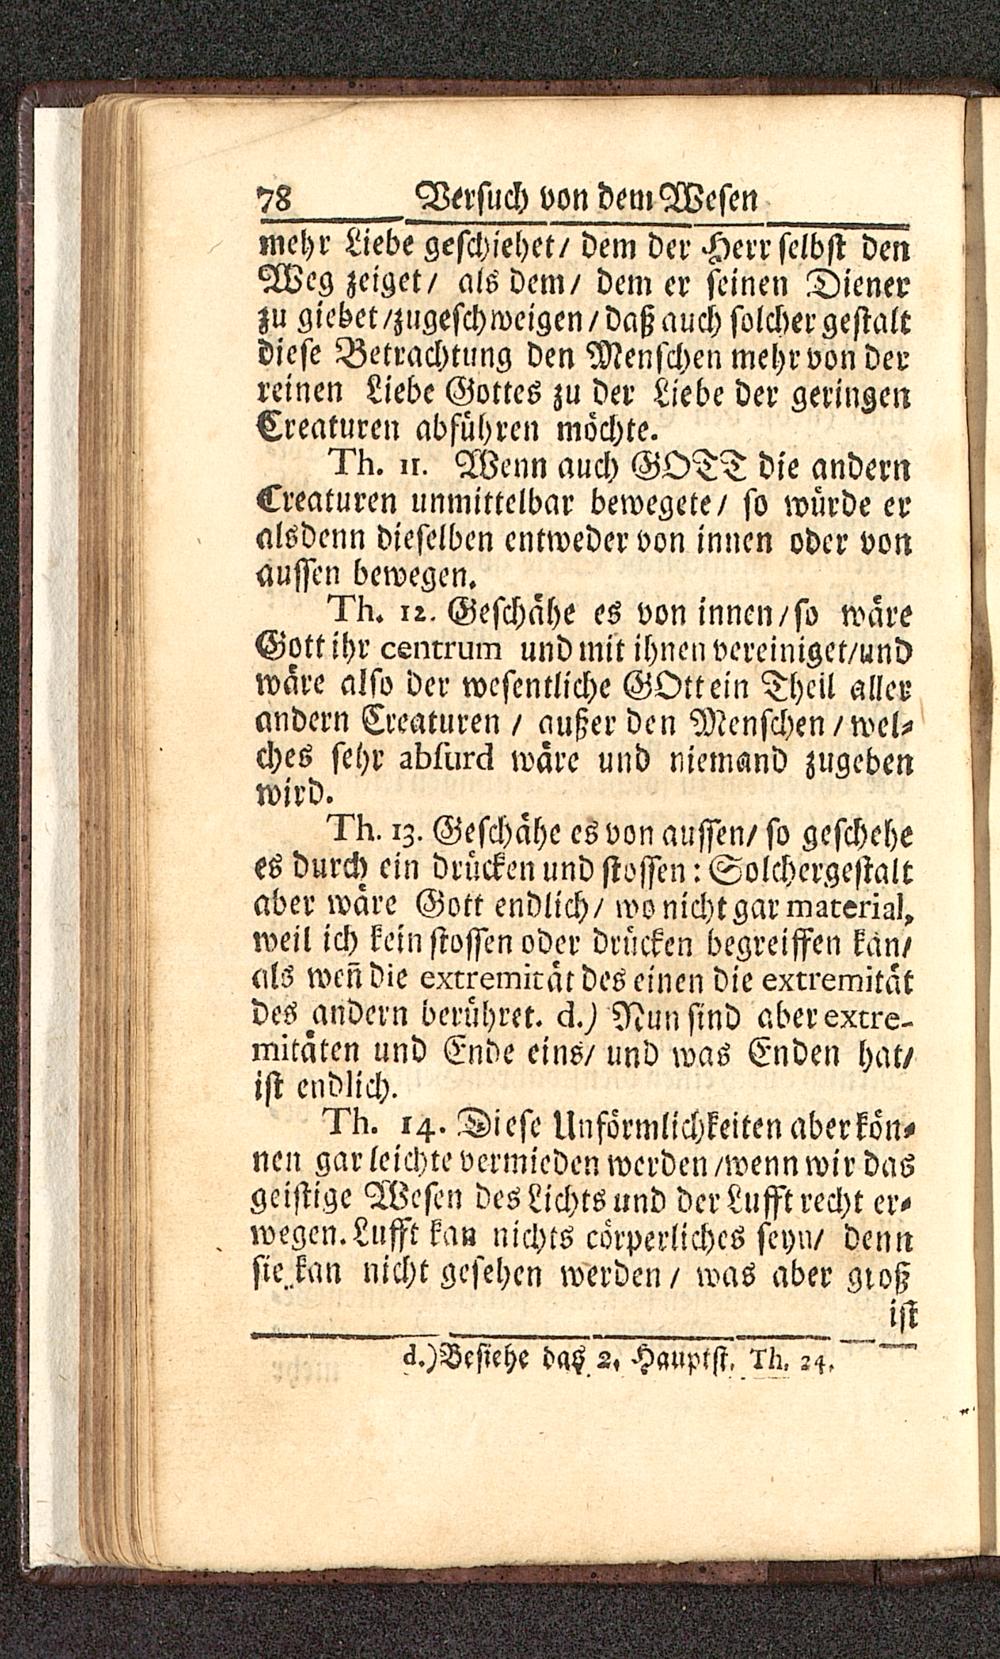 78 Versuch von dem Wesen
mehr Liebe geschiehet/ dem der Herr selbst den
Weg zeiget/ als dem/ dem er seinen Diener
zu giebet/zugeschweigen/daß auch solcher gestalt
diese Betrachtung den Menschen mehr von der
reinen Liebe Gottes zu der Liebe der geringen
Creaturen abführen möchte.
Th. 11. Wenn auch GOTT die andern
Creaturen unmittelbar bewegete/ so würde er
alsdenn dieselben entweder von innen oder von
aussen bewegen.
Th. 12. Geschähe es von innen/so wäre
Gott ihr centrum und mit ihnen vereiniget/und
wäre also der wesentliche GOtt ein Theil aller
andern Creaturen / außer den Menschen / wel-
ches sehr absurd wäre und niemand zugeben
wird.
Th. 13. Geschähe es von aussen/ so geschehe
es durch ein drücken und stossen: Solchergestalt
aber wäre Gott endlich/ wo nicht gar material,
weil ich kein stossen oder drücken begreiffen kan/
als weñ die extremität des einen die extremität
des andern berühret. d.) Nun sind aber extre-
mitäten und Ende eins/ und was Enden hat/
ist endlich.
Th. 14. Diese Unförmlichkeiten aber kön-
nen gar leichte vermieden werden/wenn wir das
geistige Wesen des Lichts und der Lufft recht er-
wegen. Lufft kan nichts cörperliches seyn/ denn
sie kan nicht gesehen werden/ was aber groß
ist
d.)Besiehe das 2. Hauptst. Th. 24.